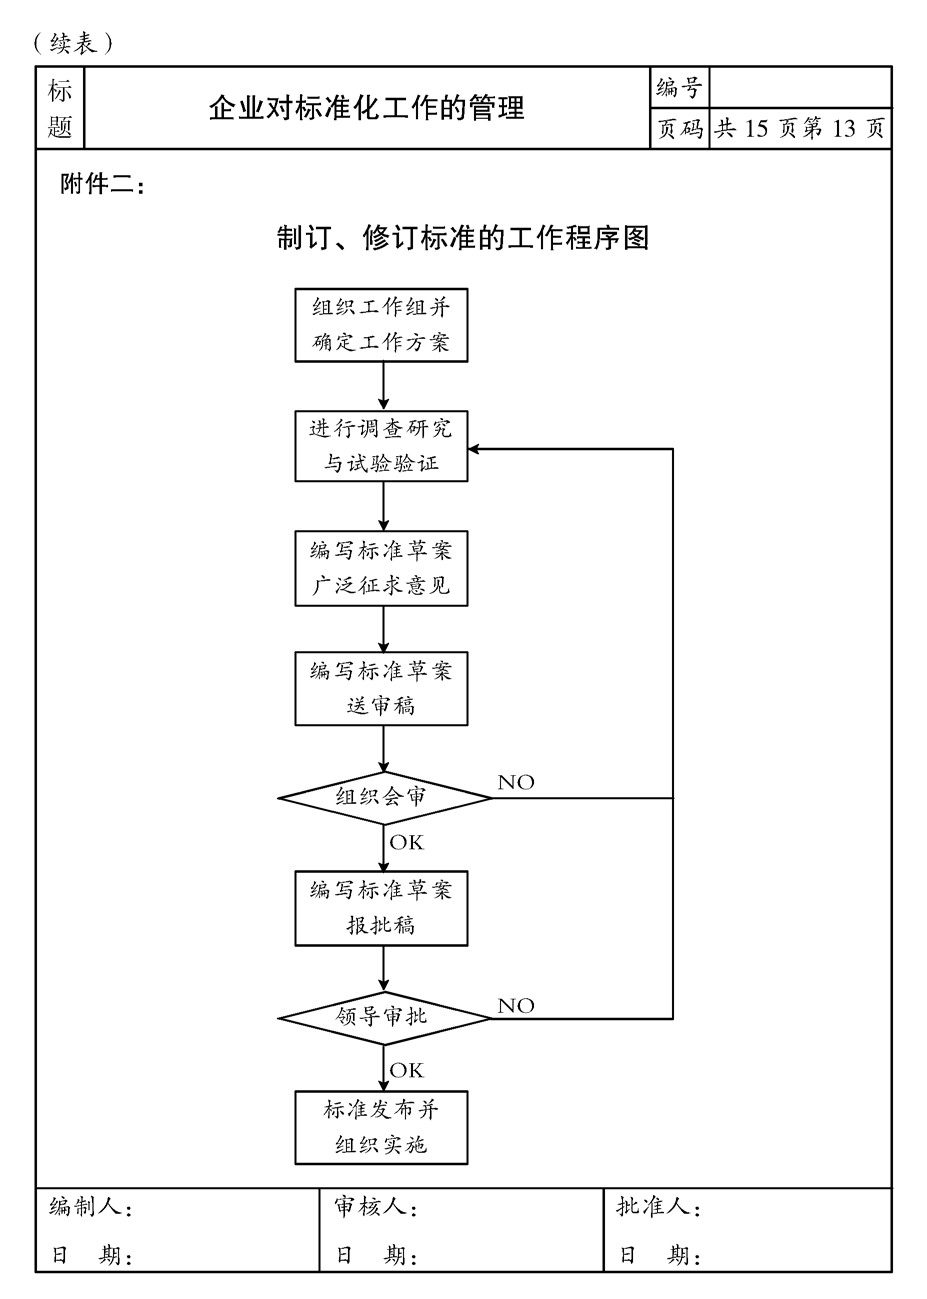 （续表）
标题
企业对标准化工作的管理
编号
页码
共 15 页第 13 页
附件二：
制订、修订标准的工作程序图
组织工作组并
确定工作方案
进行调查研究
与试验验证
编写标准草案
广泛征求意见
编写标准草案
送审稿
组织会审
NO
OK
编写标准草案
报批稿
领导审批
NO
OK
标准发布并
组织实施
编制人：
日 期：
审核人：
日 期：
批准人：
日 期：